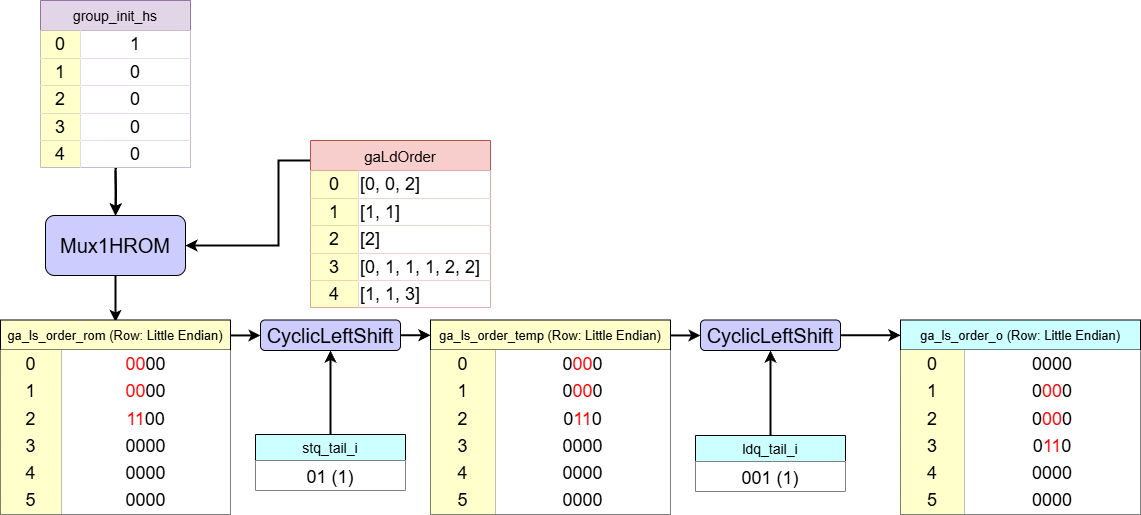 group_init_hs
0 1
1 0
2 0
3 0
4 0
gaLdOrder
0 [0, 0, 2]
1 [1, 1]
2 [2]
3 [0, 1, 1, 1, 2, 2]
4 [1, 1, 3]
Mux1HROM
ga_ls_order_rom (Row: Little Endian)
0 0000
1 0000
2 1100
3 0000
4 0000
5 0000
CyclicLeftShift
stq_tail_i
01 (1)
ga_ls_order_temp (Row: Little Endian)
0 0000
1 0000
2 0110
3 0000
4 0000
5 0000
CyclicLeftShift
ldq_tail_i
001 (1)
ga_ls_order_o (Row: Little Endian)
0 0000
1 0000
2 0000
3 0110
4 0000
5 0000